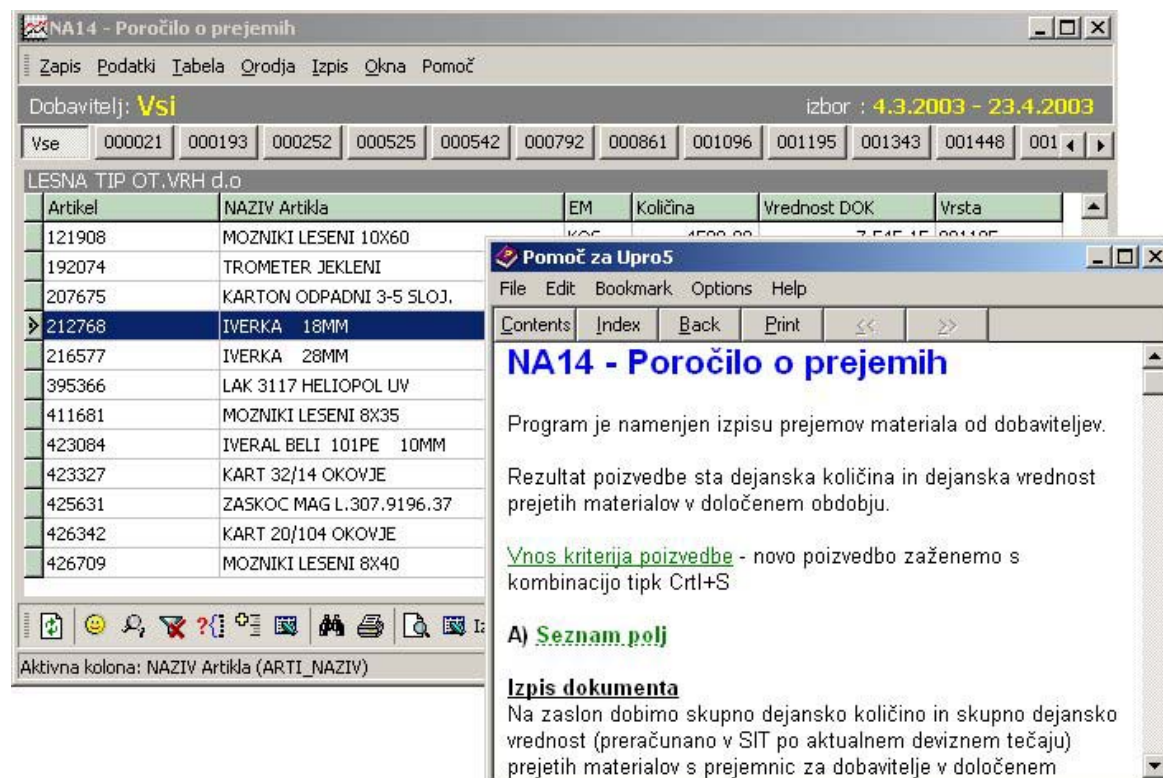 NA14 - Poročilo o prejemih
Zapis Podatki Tabela Orodja Izpis Okna Pomoč
Dobavitelj: Vsi izbor : 4.3.2003 - 23.4.2003
Vse 000021 000193 000252 000525 000542 000792 000861 001096 001195 001343 001448 001
LESNA TIP OT.VRH d.o
Artikel NAZIV Artikla EM Količina Vrednost DOK Vrsta
121908 MOZNIKI LESENI 10X60
192074 TROMETER JEKLENI
207675 KARTON ODPADNI 3-5 SLOJ.
212768 IVERKA 18MM
216577 IVERKA 28MM
395366 LAK 3117 HELIOPOL UV
411681 MOZNIKI LESENI 8X35
423084 IVERAL BELI 101PE 10MM
423327 KART 32/14 OKOVJE
425631 ZASKOC MAG L.307.9196.37
426342 KART 20/104 OKOVJE
426709 MOZNIKI LESENI 8X40
Aktivna kolona: NAZIV Artikla (ARTI_NAZIV)
Pomoč za Upro5
File Edit Bookmark Options Help
Contents Index Back Print << >>
NA14 - Poročilo o prejemih
Program je namenjen izpisu prejemov materiala od dobaviteljev.
Rezultat poizvedbe sta dejanska količina in dejanska vrednost
prejetih materialov v določenem obdobju.
Vnos kriterija poizvedbe - novo poizvedbo zaženemo s
kombinacijo tipk Crtl+S
A) Seznam polj
Izpis dokumenta
Na zaslon dobimo skupno dejansko količino in skupno dejansko
vrednost (preračunano v SIT po aktualnem deviznem tečaju)
prejetih materialov s prejemnic za dobavitelje v določenem